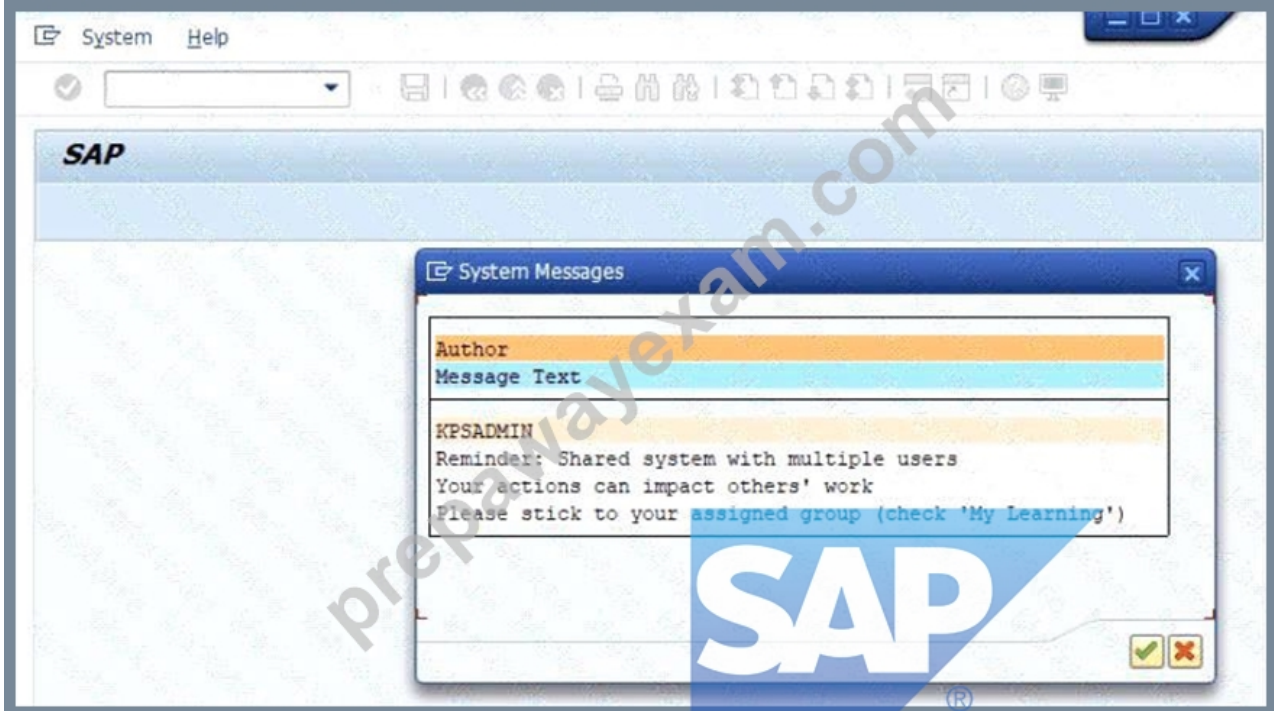 System Help
SAP
System Messages
Author
Message Text
KPSADMIN
Reminder: Shared system with multiple users
Your actions can impact others' work
Please stick to your assigned group (check 'My Learning')
prepawayexam.com
SAP
®